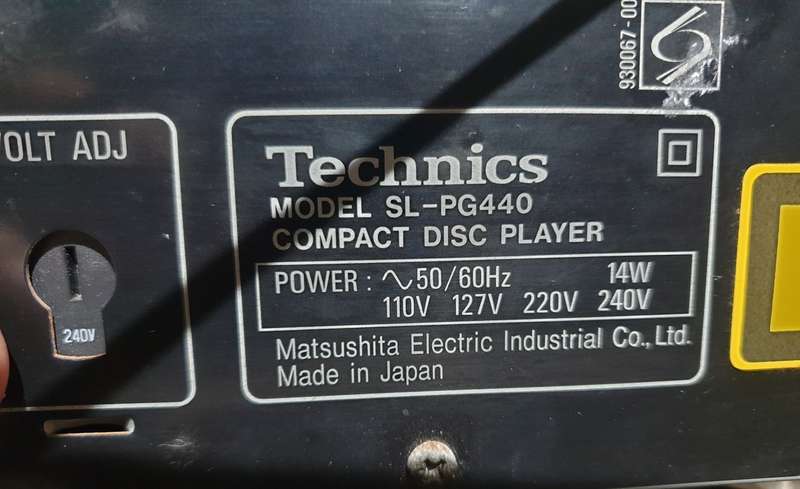 930067-00
VOLT ADJ
240V
Technics
MODEL SL-PG440
COMPACT DISC PLAYER
POWER : ∿50/60Hz 14W
110V 127V 220V 240V
Matsushita Electric Industrial Co., Ltd.
Made in Japan